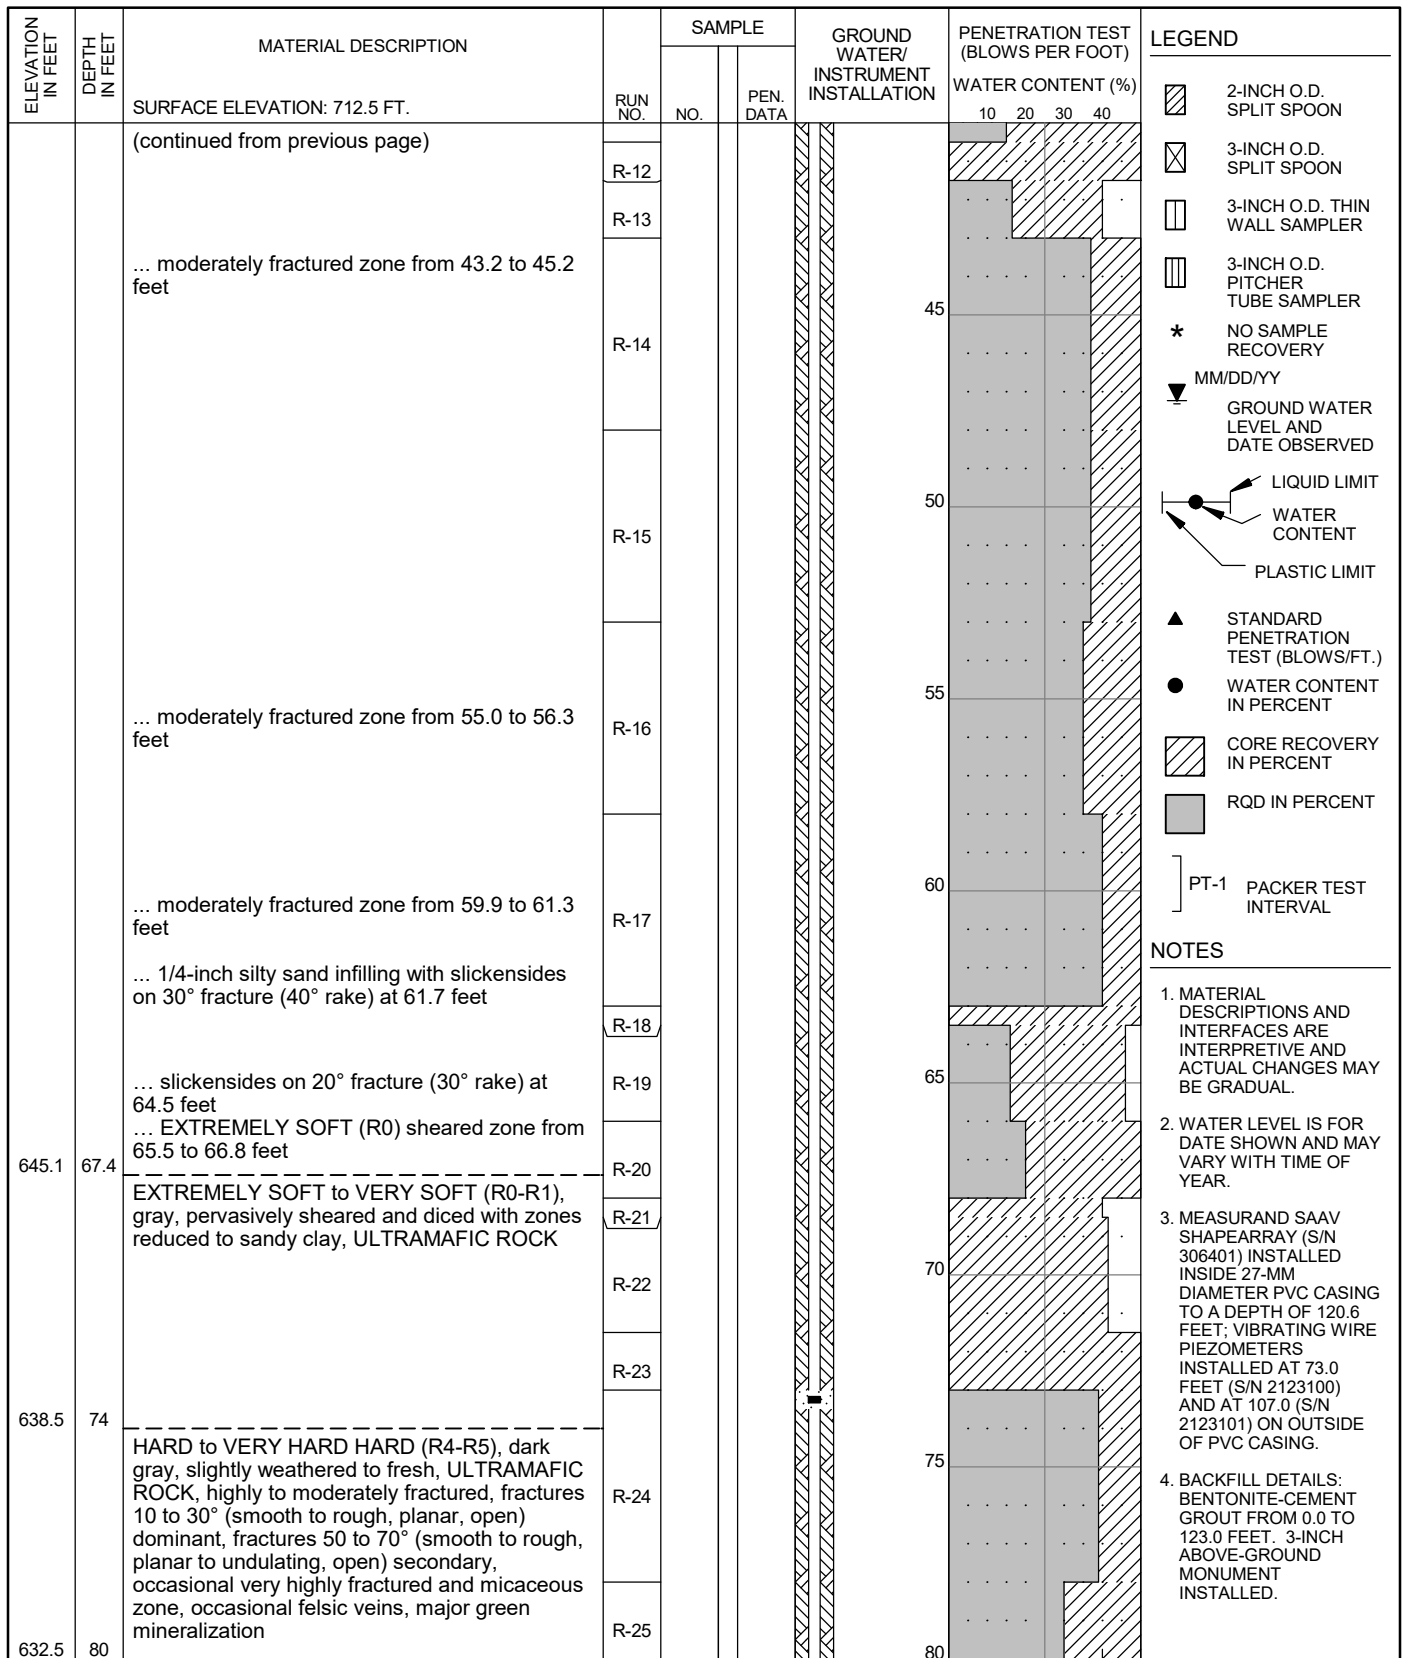 ELEVATION
IN FEET
DEPTH
IN FEET
MATERIAL DESCRIPTION
SURFACE ELEVATION: 712.5 FT.
RUN
NO.
SAMPLE
NO.
PEN.
DATA
GROUND
WATER/
INSTRUMENT
INSTALLATION
PENETRATION TEST
(BLOWS PER FOOT)
WATER CONTENT (%)
10 20 30 40
(continued from previous page)
R-12
R-13
... moderately fractured zone from 43.2 to 45.2
feet
45
R-14
50
R-15
... moderately fractured zone from 55.0 to 56.3
feet
55
R-16
60
... moderately fractured zone from 59.9 to 61.3
feet
R-17
... 1/4-inch silty sand infilling with slickensides
on 30° fracture (40° rake) at 61.7 feet
R-18
... slickensides on 20° fracture (30° rake) at
64.5 feet
R-19
65
... EXTREMELY SOFT (R0) sheared zone from
65.5 to 66.8 feet
645.1 67.4
R-20
EXTREMELY SOFT to VERY SOFT (R0-R1),
gray, pervasively sheared and diced with zones
reduced to sandy clay, ULTRAMAFIC ROCK
R-21
70
R-22
R-23
638.5 74
HARD to VERY HARD HARD (R4-R5), dark
gray, slightly weathered to fresh, ULTRAMAFIC
ROCK, highly to moderately fractured, fractures
10 to 30° (smooth to rough, planar, open)
dominant, fractures 50 to 70° (smooth to rough,
planar to undulating, open) secondary,
occasional very highly fractured and micaceous
zone, occasional felsic veins, major green
mineralization
75
R-24
R-25
632.5 80
80
LEGEND
2-INCH O.D.
SPLIT SPOON
3-INCH O.D.
SPLIT SPOON
3-INCH O.D. THIN
WALL SAMPLER
3-INCH O.D.
PITCHER
TUBE SAMPLER
* NO SAMPLE
RECOVERY
MM/DD/YY
GROUND WATER
LEVEL AND
DATE OBSERVED
LIQUID LIMIT
WATER
CONTENT
PLASTIC LIMIT
STANDARD
PENETRATION
TEST (BLOWS/FT.)
WATER CONTENT
IN PERCENT
CORE RECOVERY
IN PERCENT
RQD IN PERCENT
PT-1 PACKER TEST
INTERVAL
NOTES
1. MATERIAL
DESCRIPTIONS AND
INTERFACES ARE
INTERPRETIVE AND
ACTUAL CHANGES MAY
BE GRADUAL.
2. WATER LEVEL IS FOR
DATE SHOWN AND MAY
VARY WITH TIME OF
YEAR.
3. MEASURAND SAAV
SHAPEARRAY (S/N
306401) INSTALLED
INSIDE 27-MM
DIAMETER PVC CASING
TO A DEPTH OF 120.6
FEET; VIBRATING WIRE
PIEZOMETERS
INSTALLED AT 73.0
FEET (S/N 2123100)
AND AT 107.0 (S/N
2123101) ON OUTSIDE
OF PVC CASING.
4. BACKFILL DETAILS:
BENTONITE-CEMENT
GROUT FROM 0.0 TO
123.0 FEET. 3-INCH
ABOVE-GROUND
MONUMENT
INSTALLED.